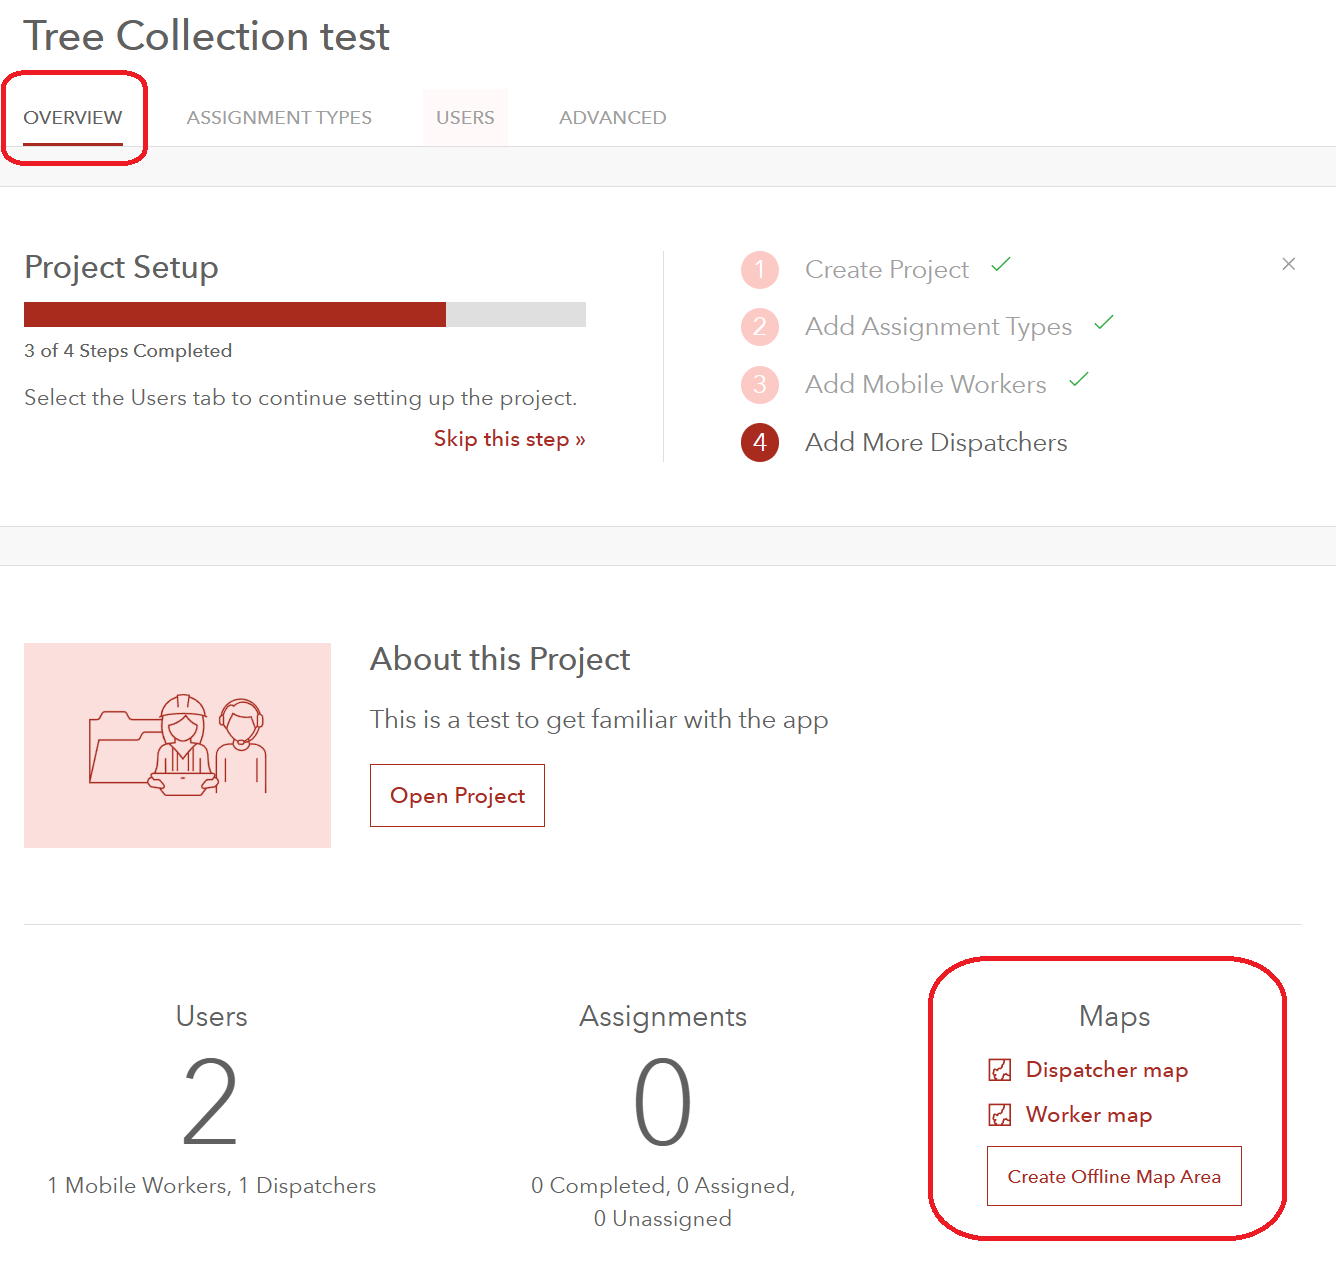 Tree Collection test
OVERVIEW
ASSIGNMENT TYPES
USERS
ADVANCED
Project Setup
3 of 4 Steps Completed
Select the Users tab to continue setting up the project.
Skip this step »
1 Create Project
2 Add Assignment Types
3 Add Mobile Workers
4 Add More Dispatchers
About this Project
This is a test to get familiar with the app
Open Project
Users
2
1 Mobile Workers, 1 Dispatchers
Assignments
0
0 Completed, 0 Assigned,
0 Unassigned
Maps
Dispatcher map
Worker map
Create Offline Map Area